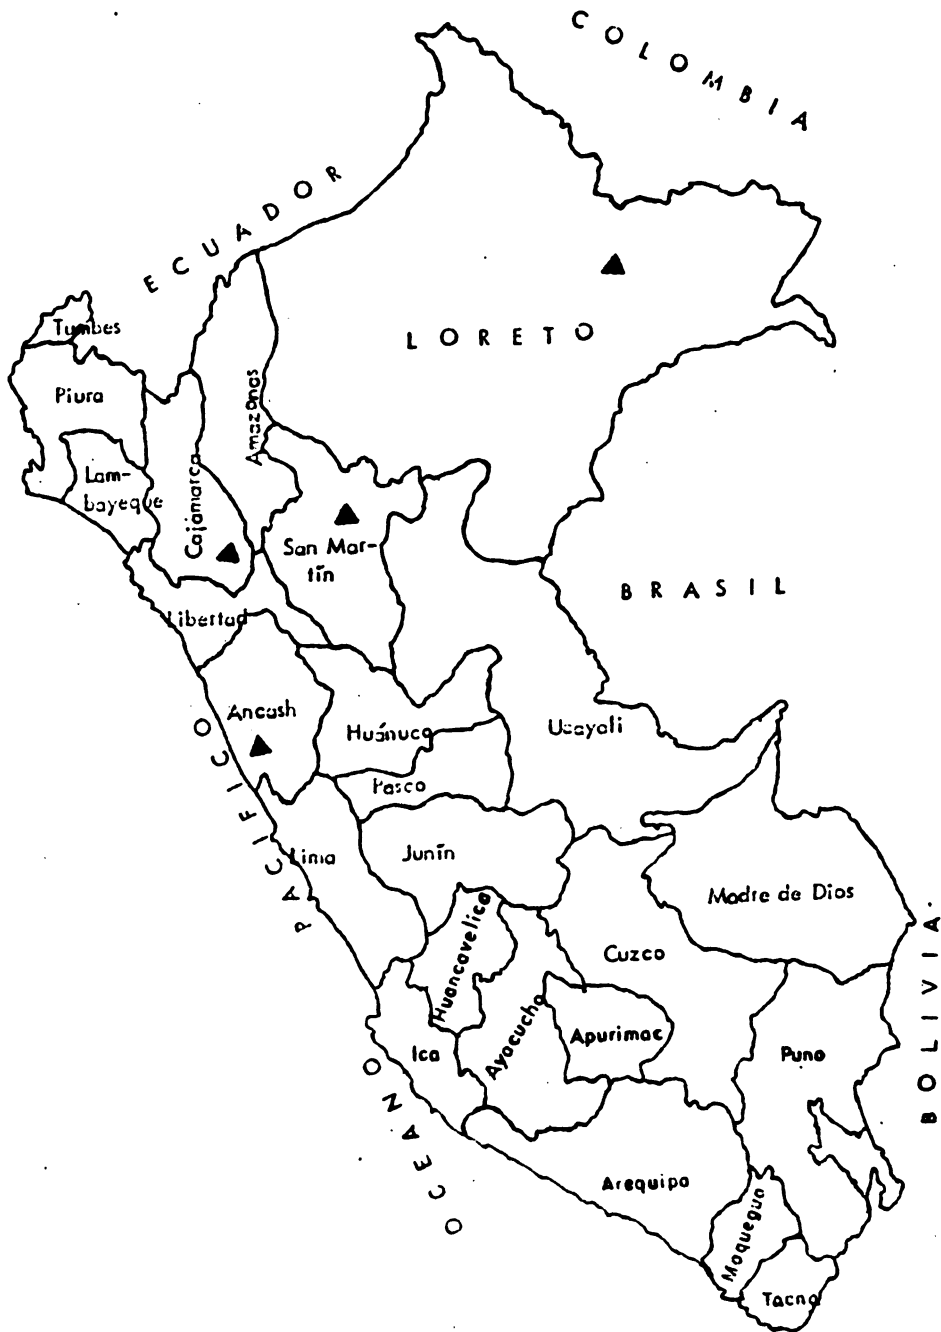 COLOMBIA
ECUADOR
Tumbes
LORETO
Piura
Amazonas
Lam-
bayeque
Cajamarca
San Mar-
tín
BRASIL
Libertad
Ancash
Huánuco
Ucayali
Pasco
Lima
Junín
Madre de Dios
Huancavelica
Cuzco
BOLIVIA
Ayacucho
Apurimac
Ica
Puno
Arequipa
Moquegua
Tacna
OCEANO PACIFICO